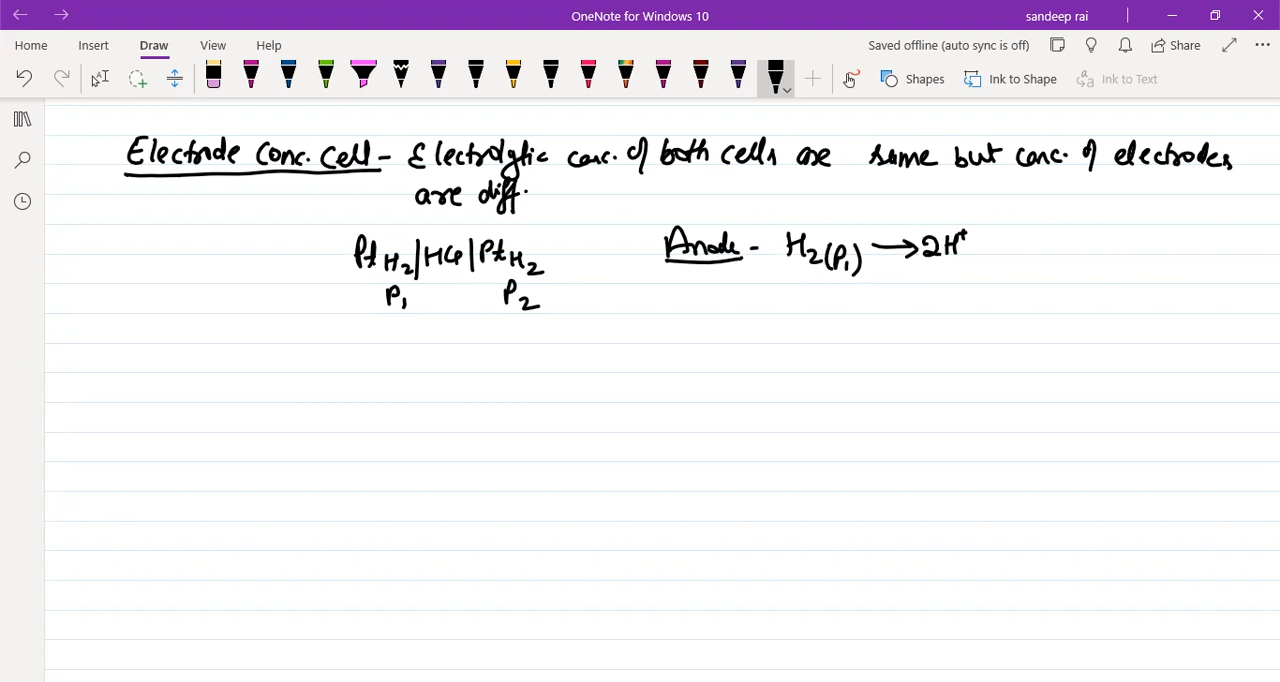 OneNote for Windows 10
sandeep rai
Home Insert Draw View Help
Saved offline (auto sync is off)
Share
Shapes
Ink to Shape
Ink to Text
Electrode Conc. Cell - Electrolytic conc. of both cells are same but conc. of electrodes
are diff.
Pt H2 | HCl | Pt H2
P1 P2
Anode - H2(P1) → 2H+